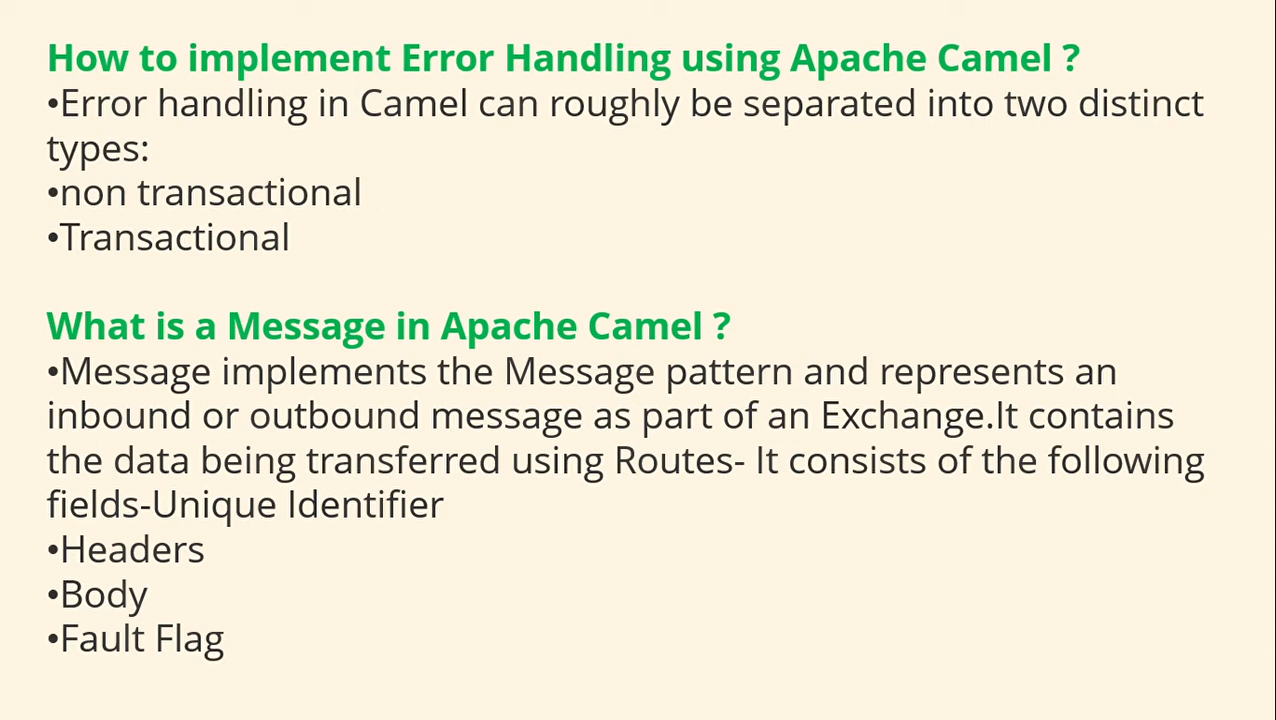 How to implement Error Handling using Apache Camel ?
•Error handling in Camel can roughly be separated into two distinct
types:
•non transactional
•Transactional
What is a Message in Apache Camel ?
•Message implements the Message pattern and represents an
inbound or outbound message as part of an Exchange.It contains
the data being transferred using Routes- It consists of the following
fields-Unique Identifier
•Headers
•Body
•Fault Flag